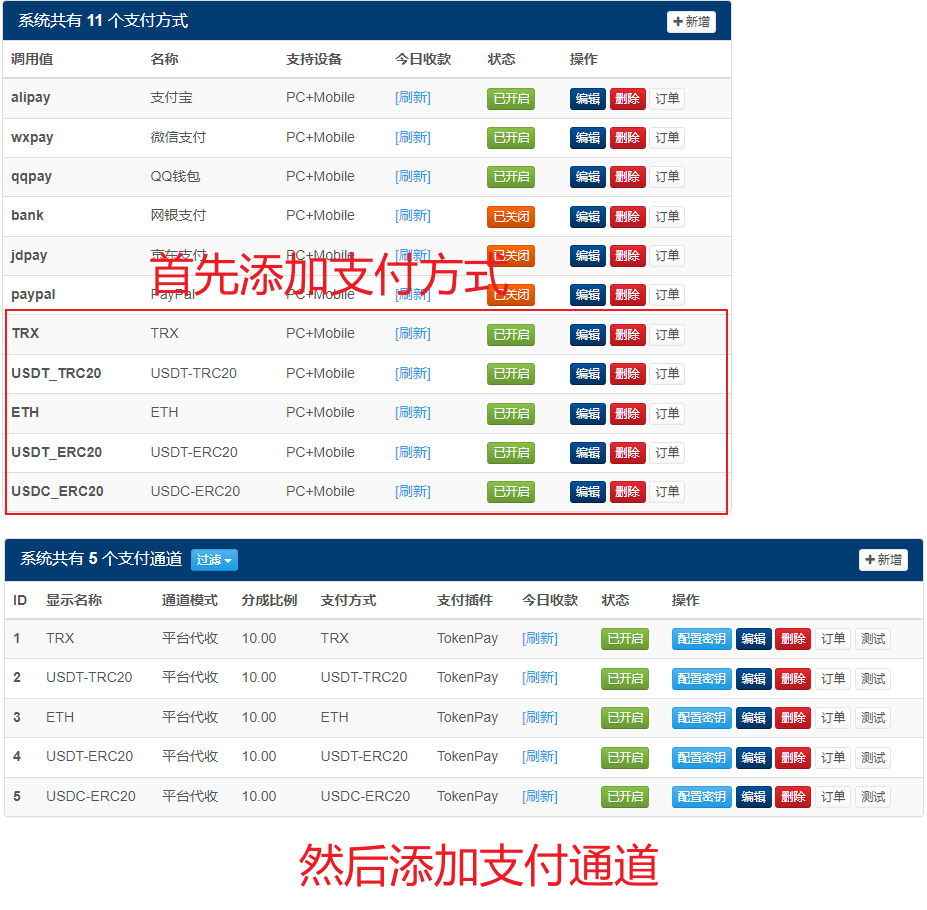 系统共有 11 个支付方式 新增
调用值 名称 支持设备 今日收款 状态 操作
alipay 支付宝 PC+Mobile [刷新] 已开启 编辑 删除 订单
wxpay 微信支付 PC+Mobile [刷新] 已开启 编辑 删除 订单
qqpay QQ钱包 PC+Mobile [刷新] 已开启 编辑 删除 订单
bank 网银支付 PC+Mobile [刷新] 已关闭 编辑 删除 订单
jdpay 京东支付 PC+Mobile [刷新] 已关闭 编辑 删除 订单
首先添加支付方式
paypal PayPal PC+Mobile [刷新] 已关闭 编辑 删除 订单
TRX TRX PC+Mobile [刷新] 已开启 编辑 删除 订单
USDT_TRC20 USDT-TRC20 PC+Mobile [刷新] 已开启 编辑 删除 订单
ETH ETH PC+Mobile [刷新] 已开启 编辑 删除 订单
USDT_ERC20 USDT-ERC20 PC+Mobile [刷新] 已开启 编辑 删除 订单
USDC_ERC20 USDC-ERC20 PC+Mobile [刷新] 已开启 编辑 删除 订单
系统共有 5 个支付通道 过滤 新增
ID 显示名称 通道模式 分成比例 支付方式 支付插件 今日收款 状态 操作
1 TRX 平台代收 10.00 TRX TokenPay [刷新] 已开启 配置密钥 编辑 删除 订单 测试
2 USDT-TRC20 平台代收 10.00 USDT-TRC20 TokenPay [刷新] 已开启 配置密钥 编辑 删除 订单 测试
3 ETH 平台代收 10.00 ETH TokenPay [刷新] 已开启 配置密钥 编辑 删除 订单 测试
4 USDT-ERC20 平台代收 10.00 USDT-ERC20 TokenPay [刷新] 已开启 配置密钥 编辑 删除 订单 测试
5 USDC-ERC20 平台代收 10.00 USDC-ERC20 TokenPay [刷新] 已开启 配置密钥 编辑 删除 订单 测试
然后添加支付通道